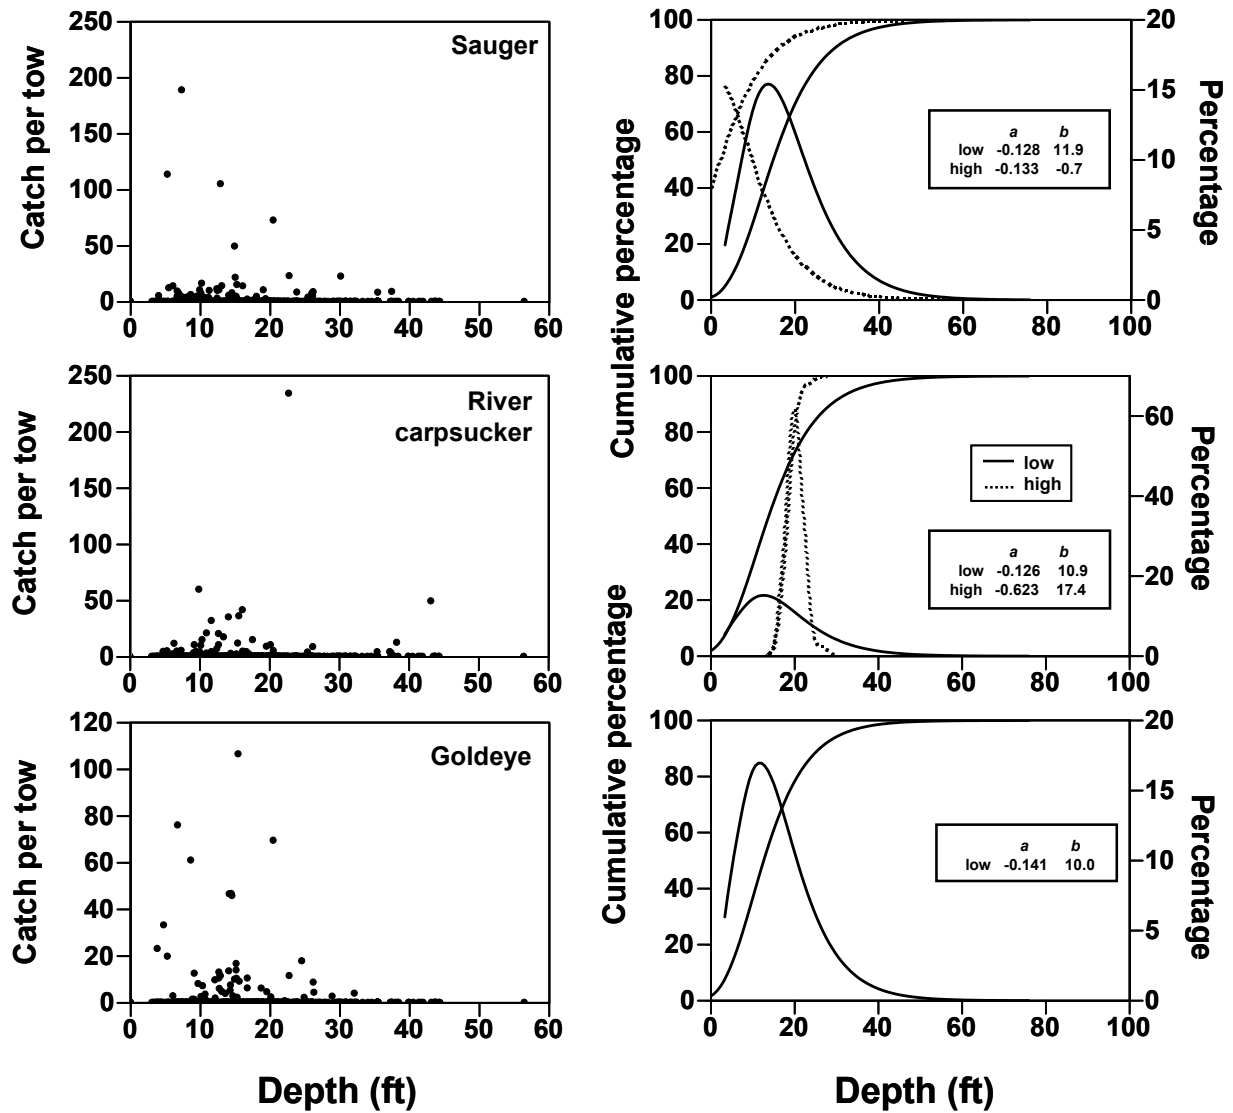 Sauger
Catch per tow
250
200
150
100
50
0
0 10 20 30 40 50 60
Cumulative percentage
100
80
60
40
20
0
0 20 40 60 80 100
20
15
10
5
0
Percentage
a b
low -0.128 11.9
high -0.133 -0.7
River
carpsucker
Catch per tow
250
200
150
100
50
0
0 10 20 30 40 50 60
100
80
60
40
20
0
0 20 40 60 80 100
60
40
20
0
Percentage
low
high
a b
low -0.126 10.9
high -0.623 17.4
Goldeye
Catch per tow
120
100
80
60
40
20
0
0 10 20 30 40 50 60
Depth (ft)
Cumulative percentage
100
80
60
40
20
0
0 20 40 60 80 100
20
15
10
5
0
Percentage
a b
low -0.141 10.0
Depth (ft)